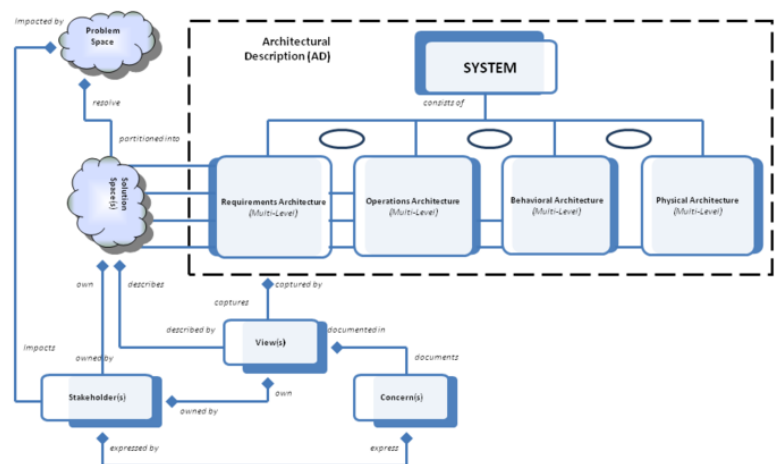 Impacted by
Problem
Space
Architectural
Description (AD)
SYSTEM
consists of
resolve
partitioned into
Solution
Space(s)
Requirements Architecture
(Multi-Level)
Operations Architecture
(Multi-Level)
Behavioral Architecture
(Multi-Level)
Physical Architecture
(Multi-Level)
own
describes
captured by
captures
described by
documented in
View(s)
Impacts
owned by
documents
own
Stakeholder(s)
owned by
Concern(s)
expressed by
express